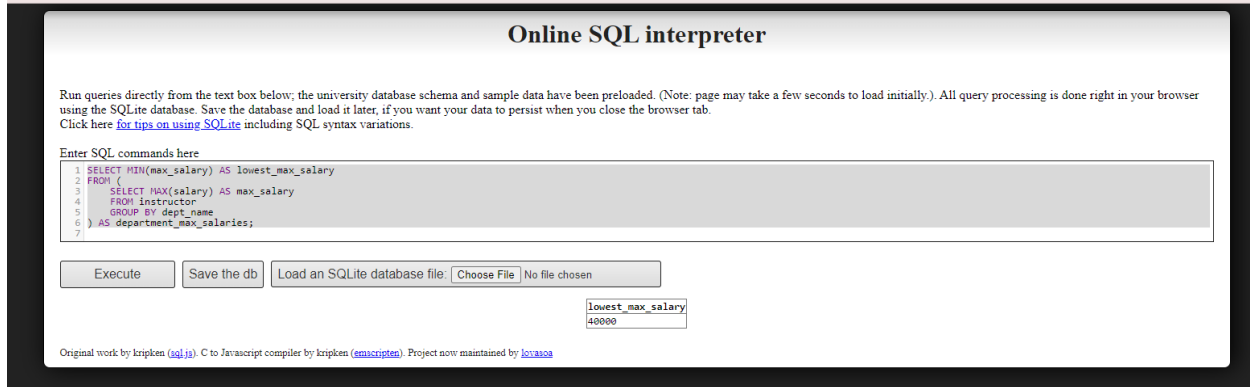 Online SQL interpreter
Run queries directly from the text box below; the university database schema and sample data have been preloaded. (Note: page may take a few seconds to load initially.). All query processing is done right in your browser
using the SQLite database. Save the database and load it later, if you want your data to persist when you close the browser tab.
Click here for tips on using SQLite including SQL syntax variations.
Enter SQL commands here
1 SELECT MIN(max_salary) AS lowest_max_salary
2 FROM (
3 SELECT MAX(salary) AS max_salary
4 FROM instructor
5 GROUP BY dept_name
6 ) AS department_max_salaries;
7
Execute Save the db Load an SQLite database file: Choose File No file chosen
lowest_max_salary
40000
Original work by kripken (sql.js). C to Javascript compiler by kripken (emscripten). Project now maintained by lovasoa